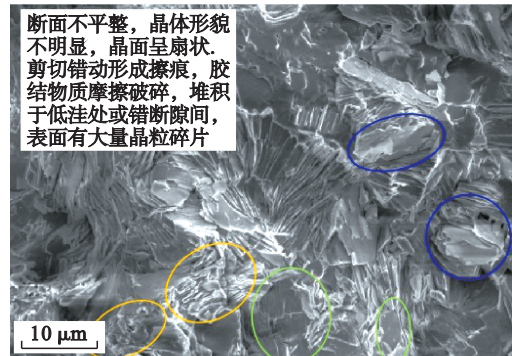 断面不平整，晶体形貌
不明显，晶面呈扇状.
剪切错动形成擦痕，胶
结物质摩擦破碎，堆积
于低洼处或错断隙间，
表面有大量晶粒碎片
10 μm